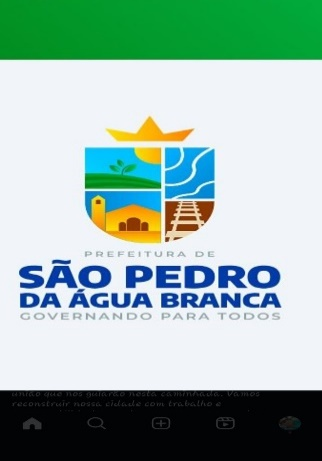 PREFEITURA DE
SÃO PEDRO
DA ÁGUA BRANCA
GOVERNANDO PARA TODOS
união que nos guiarão nesta caminhada. Vamos
reconstruir nossa cidade com trabalho e